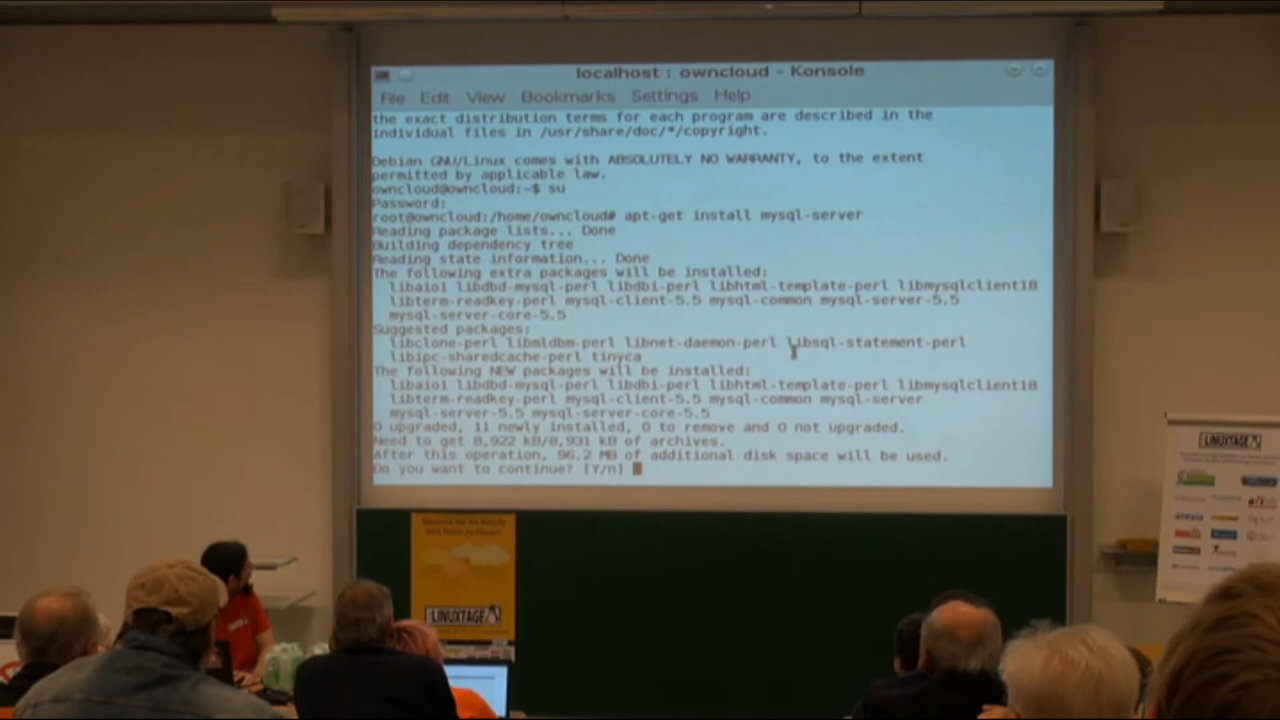 localhost : owncloud - Konsole
File Edit View Bookmarks Settings Help
the exact distribution terms for each program are described in the
individual files in /usr/share/doc/*/copyright.
Debian GNU/Linux comes with ABSOLUTELY NO WARRANTY, to the extent
permitted by applicable law.
owncloud@owncloud:~$ su
Password:
root@owncloud:/home/owncloud# apt-get install mysql-server
Reading package lists... Done
Building dependency tree
Reading state information... Done
The following extra packages will be installed:
libaio1 libdbd-mysql-perl libdbi-perl libhtml-template-perl libmysqlclient18
libterm-readkey-perl mysql-client-5.5 mysql-common mysql-server-5.5
mysql-server-core-5.5
Suggested packages:
libclone-perl libmldbm-perl libnet-daemon-perl libsql-statement-perl
libipc-sharedcache-perl tinyca
The following NEW packages will be installed:
libaio1 libdbd-mysql-perl libdbi-perl libhtml-template-perl libmysqlclient18
libterm-readkey-perl mysql-client-5.5 mysql-common mysql-server
mysql-server-5.5 mysql-server-core-5.5
0 upgraded, 11 newly installed, 0 to remove and 0 not upgraded.
Need to get 8,922 kB/8,931 kB of archives.
After this operation, 96.2 MB of additional disk space will be used.
Do you want to continue? [Y/n]
LINUXTAGE
LINUXTAGE